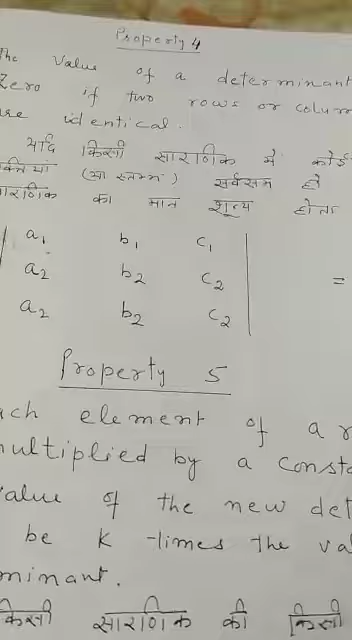 Property 4
The Value of a determinant
Zero if two rows or colum
are identical.
यदि किसी सारणिक में कोई
क्तियां (या स्तम्भ) सर्वसम हो
ारणिक का मान शून्य होता
a₁ b₁ c₁
a₂ b₂ c₂ =
a₂ b₂ c₂
Property 5
ach element of a r
multiplied by a consta
value of the new det
be K -times the va
minant.
किसी सारणिक की किसी